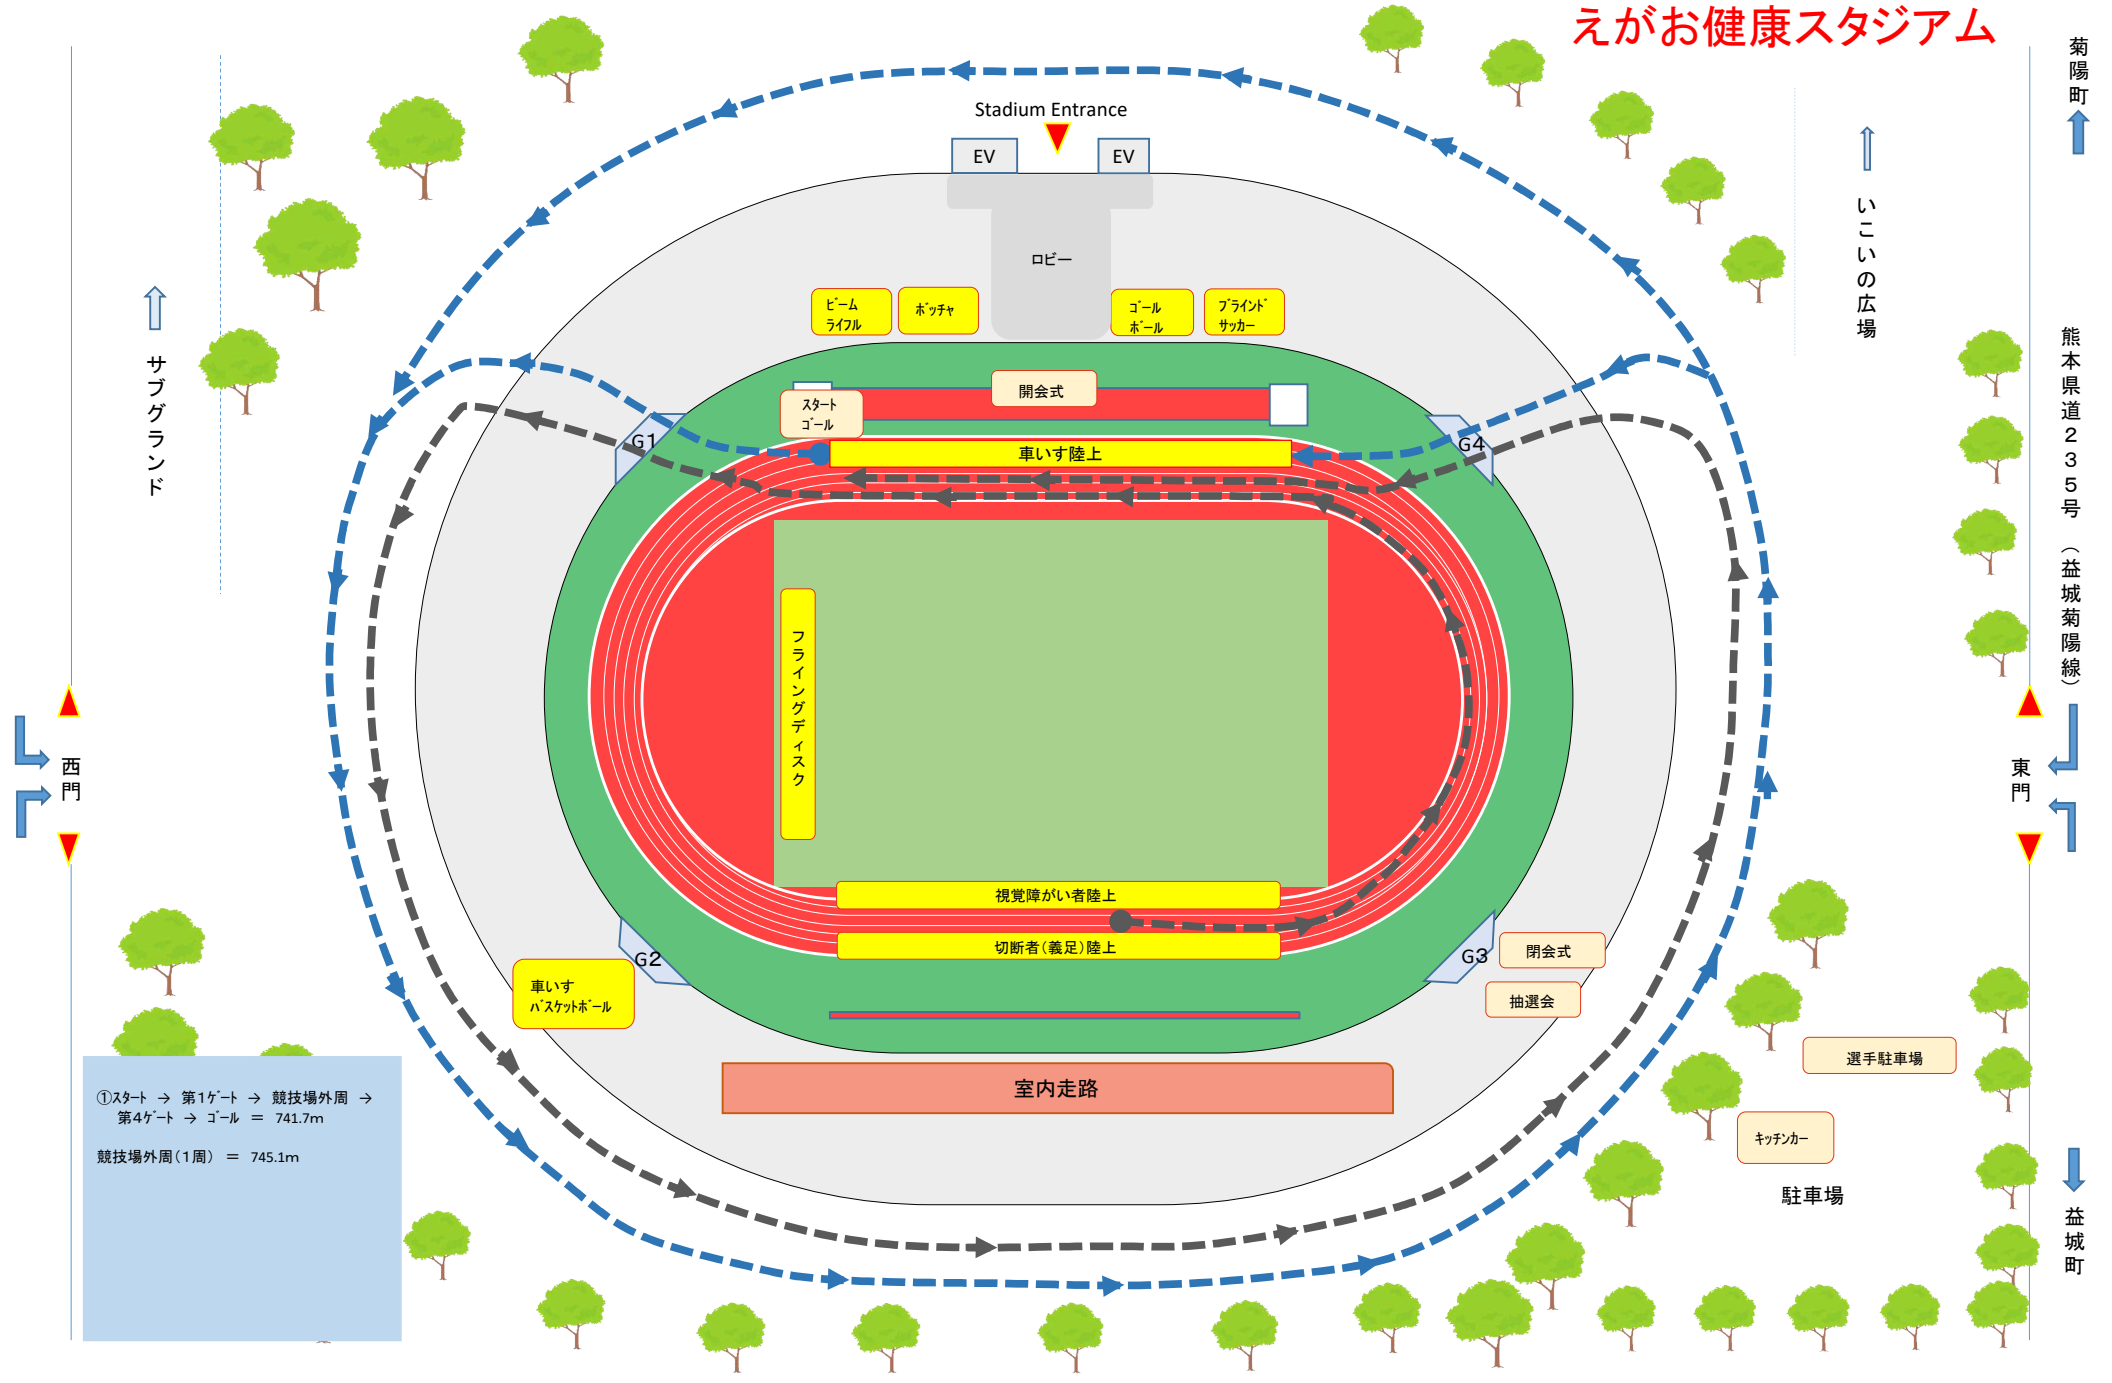 えがお健康スタジアム
菊陽町
Stadium Entrance
EV
EV
いこいの広場
ロビー
ビーム
ライフル
ボッチャ
ゴール
ボール
ブラインド
サッカー
サブグランド
熊本県道235号（益城菊陽線）
開会式
スタート
ゴール
G1
G4
車いす陸上
フライングディスク
西門
東門
視覚障がい者陸上
切断者（義足）陸上
G2
G3
閉会式
車いす
バスケットボール
抽選会
選手駐車場
室内走路
キッチンカー
①スタート → 第1ゲート → 競技場外周 →
第4ゲート → ゴール ＝ 741.7m
競技場外周（1周） ＝ 745.1m
駐車場
益城町